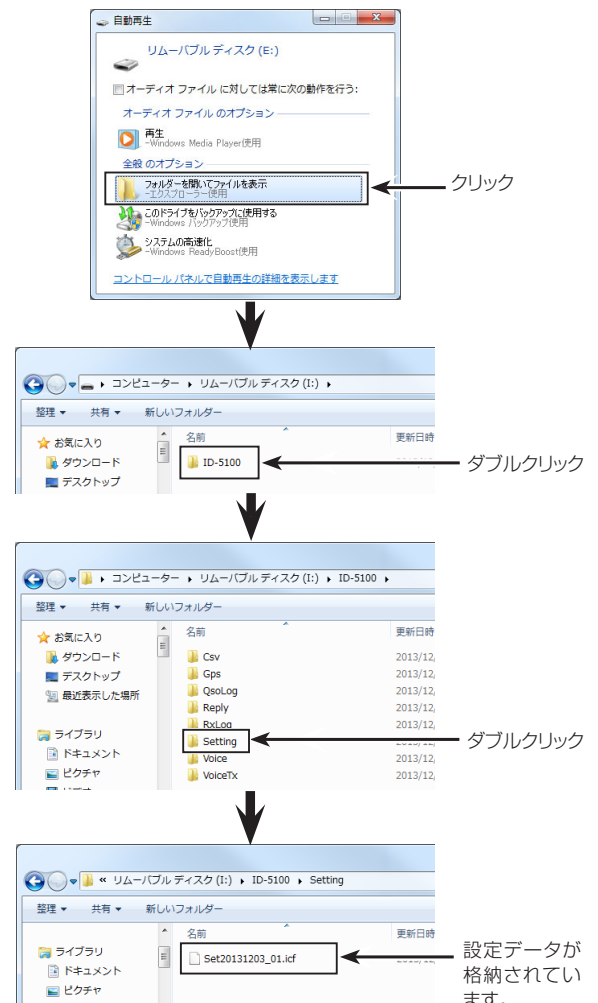 自動再生
リムーバブル ディスク (E:)
オーディオ ファイル に対しては常に次の動作を行う:
オーディオ ファイル のオプション
再生
-Windows Media Player使用
全般 のオプション
フォルダーを開いてファイルを表示
-エクスプローラー使用
クリック
このドライブをバックアップに使用する
-Windows バックアップ使用
システムの高速化
-Windows ReadyBoost使用
コントロール パネルで自動再生の詳細を表示します
コンピューター リムーバブル ディスク (I:)
整理 共有 新しいフォルダー
お気に入り
ダウンロード
デスクトップ
名前 更新日時
ID-5100
ダブルクリック
コンピューター リムーバブル ディスク (I:) ID-5100
整理 共有 新しいフォルダー
お気に入り
ダウンロード
デスクトップ
最近表示した場所
ライブラリ
ドキュメント
ピクチャ
名前 更新日時
Csv 2013/12/
Gps 2013/12/
QsoLog 2013/12/
Reply 2013/12/
RxLog 2013/12/
Setting
Voice 2013/12/
VoiceTx 2013/12/
ダブルクリック
« リムーバブル ディスク (I:) ID-5100 Setting
整理 共有 新しいフォルダー
ライブラリ
ドキュメント
ピクチャ
名前 更新日時
Set20131203_01.icf
設定データが
格納されてい
ます。